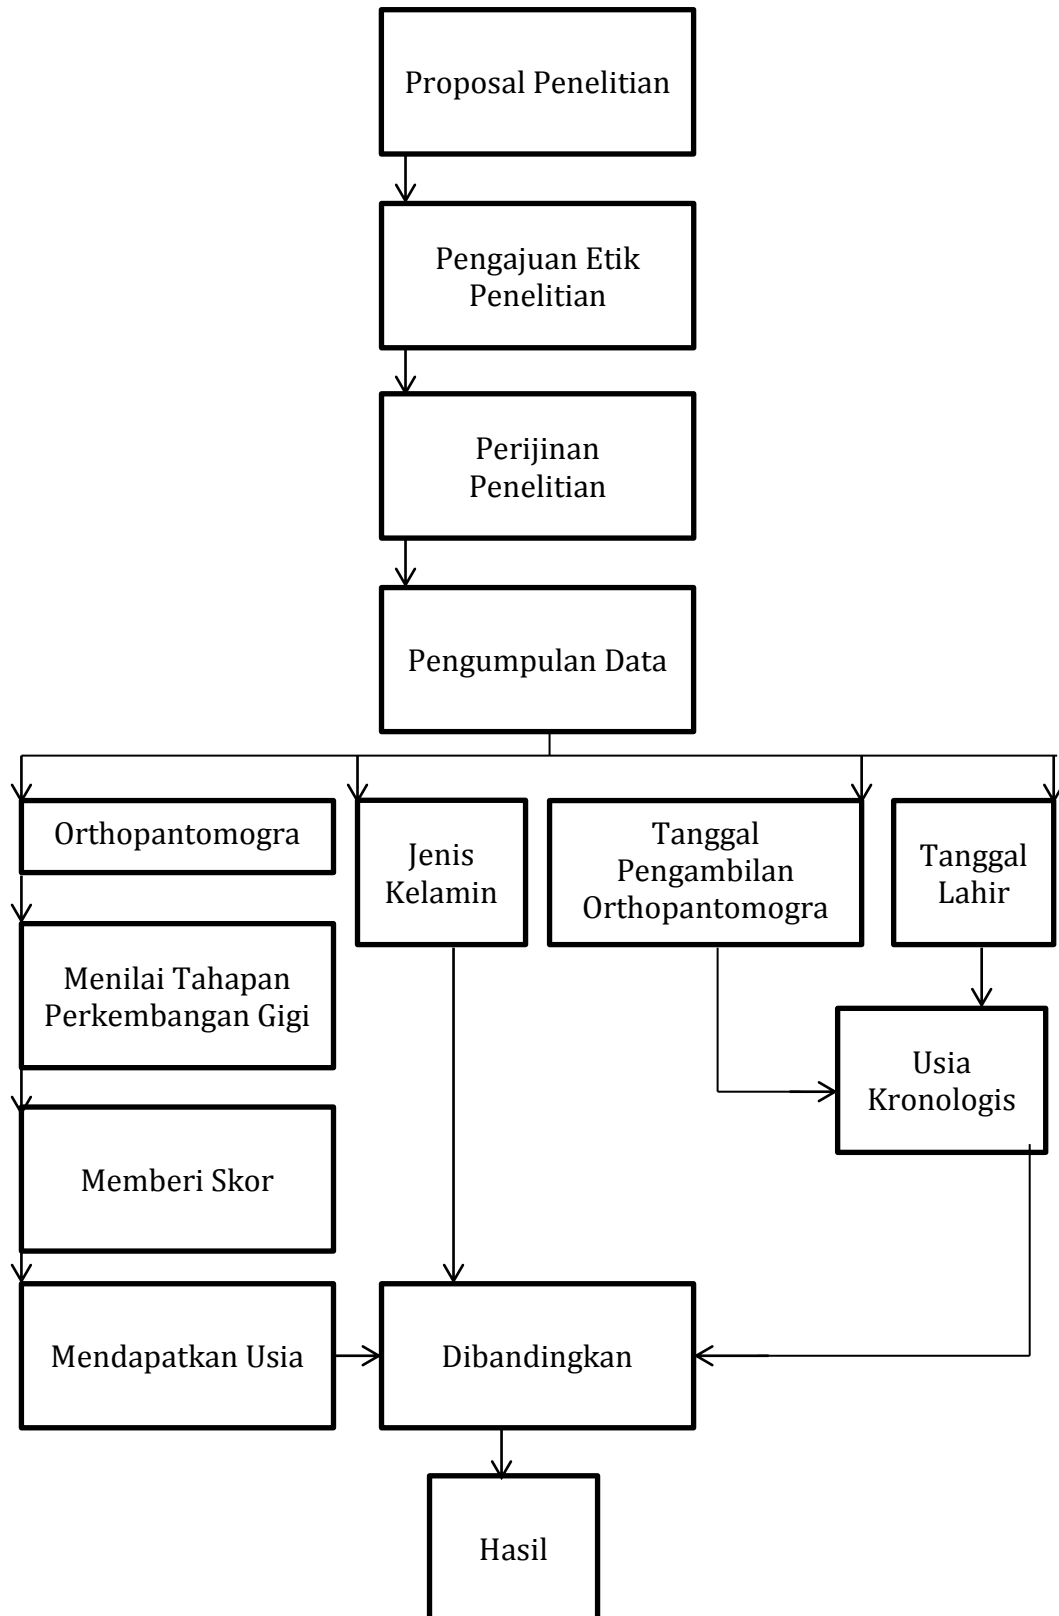 Proposal Penelitian
Pengajuan Etik
Penelitian
Perijinan
Penelitian
Pengumpulan Data
Orthopantomogra
Jenis
Kelamin
Tanggal
Pengambilan
Orthopantomogra
Tanggal
Lahir
Menilai Tahapan
Perkembangan Gigi
Usia
Kronologis
Memberi Skor
Mendapatkan Usia
Dibandingkan
Hasil